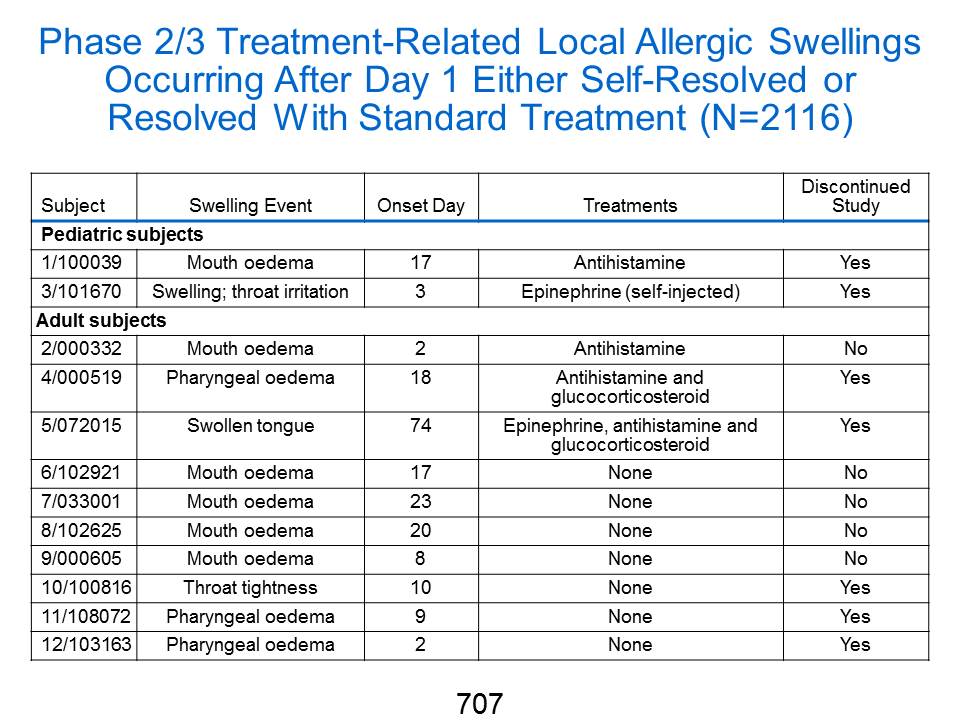 Phase 2/3 Treatment-Related Local Allergic Swellings
Occurring After Day 1 Either Self-Resolved or
Resolved With Standard Treatment (N=2116)
Subject Swelling Event Onset Day Treatments Discontinued Study
Pediatric subjects
1/100039 Mouth oedema 17 Antihistamine Yes
3/101670 Swelling; throat irritation 3 Epinephrine (self-injected) Yes
Adult subjects
2/000332 Mouth oedema 2 Antihistamine No
4/000519 Pharyngeal oedema 18 Antihistamine and glucocorticosteroid Yes
5/072015 Swollen tongue 74 Epinephrine, antihistamine and glucocorticosteroid Yes
6/102921 Mouth oedema 17 None No
7/033001 Mouth oedema 23 None No
8/102625 Mouth oedema 20 None No
9/000605 Mouth oedema 8 None No
10/100816 Throat tightness 10 None Yes
11/108072 Pharyngeal oedema 9 None Yes
12/103163 Pharyngeal oedema 2 None Yes
707